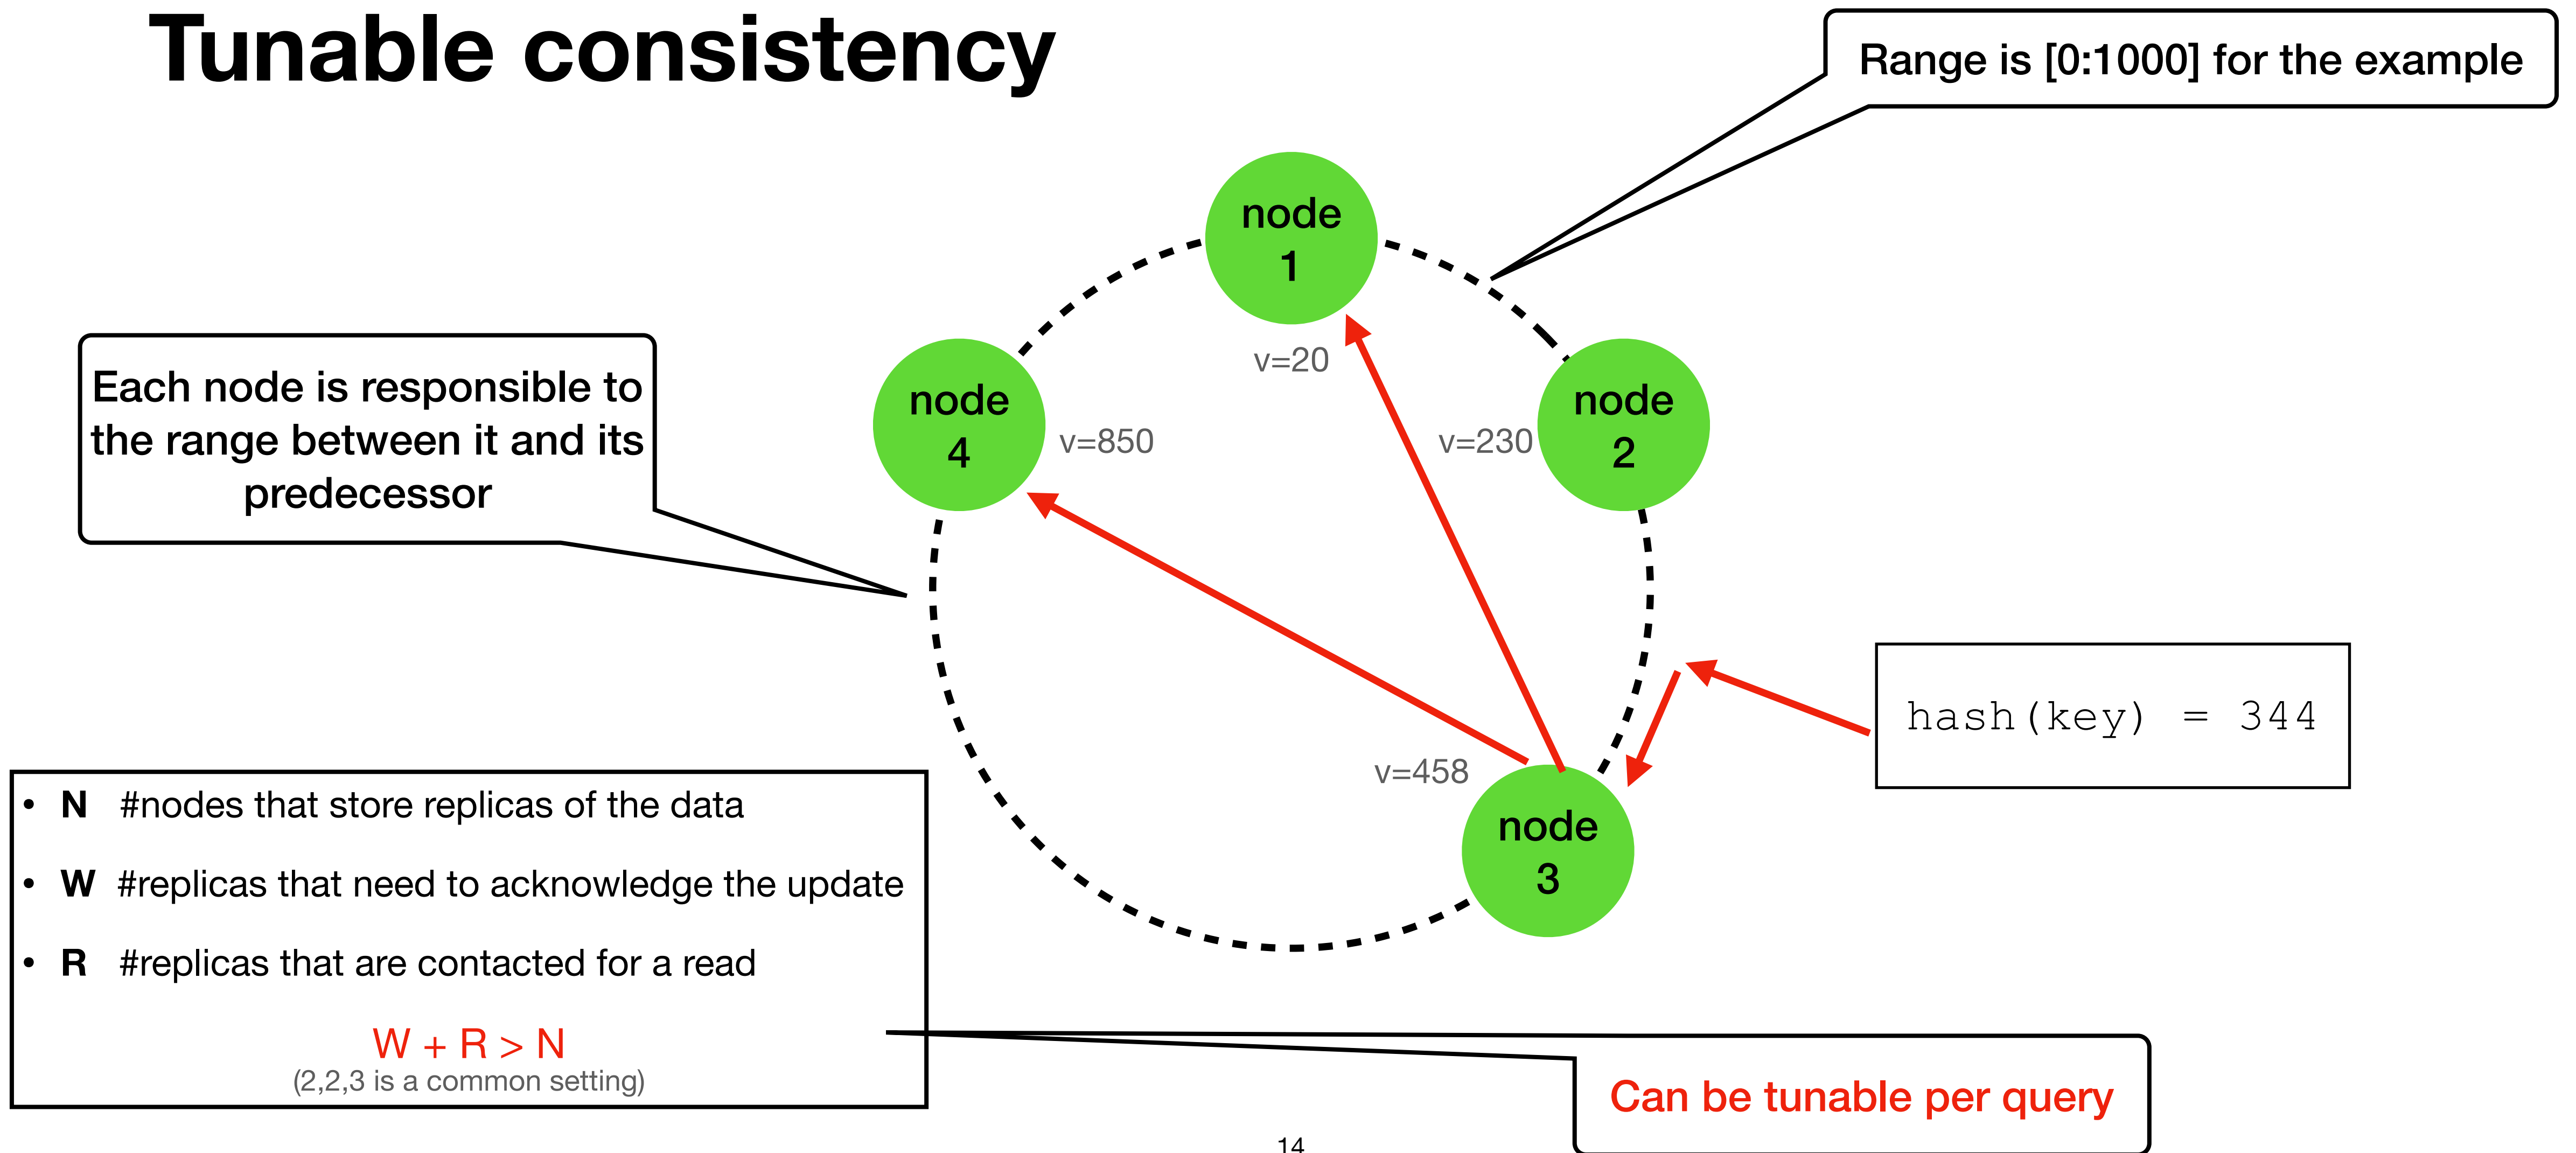 Tunable consistency
Range is [0:1000] for the example
node
1
v=20
node
4
v=850
v=230
node
2
Each node is responsible to
the range between it and its
predecessor
hash(key) = 344
v=458
node
3
• N #nodes that store replicas of the data
• W #replicas that need to acknowledge the update
• R #replicas that are contacted for a read
W + R > N
(2,2,3 is a common setting)
Can be tunable per query
14